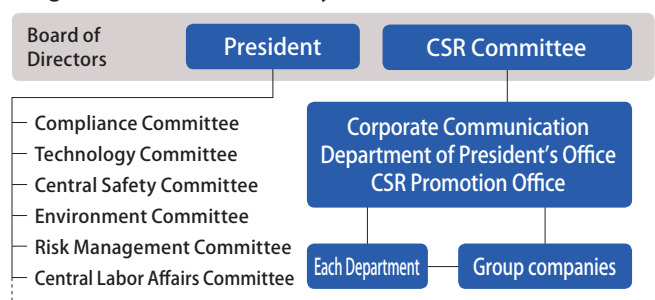 Board of
Directors
President
CSR Committee
Compliance Committee
Technology Committee
Central Safety Committee
Environment Committee
Risk Management Committee
Central Labor Affairs Committee
Corporate Communication
Department of President's Office
CSR Promotion Office
Each Department
Group companies